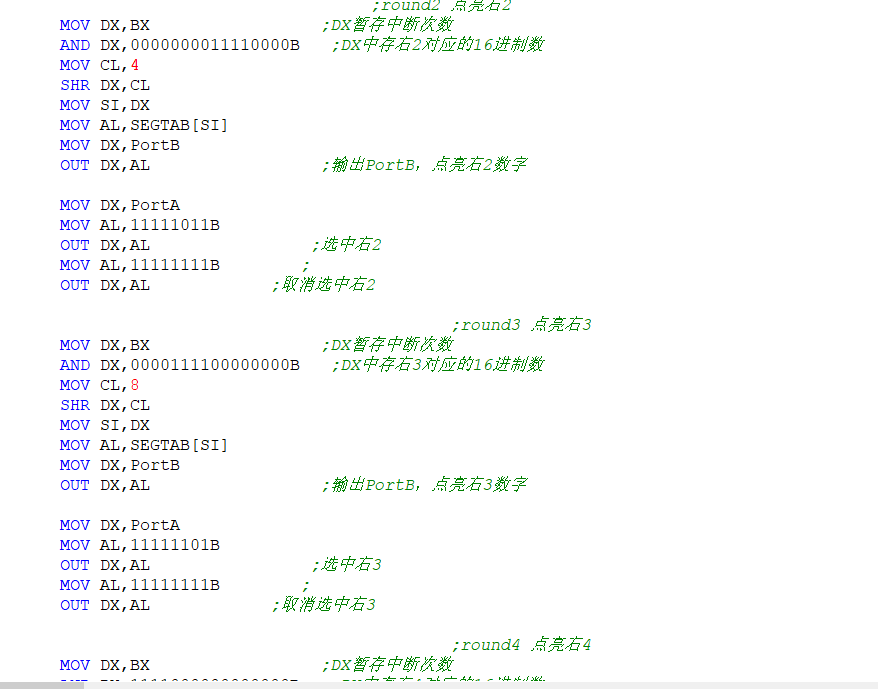 ;round2 点亮右2
MOV DX,BX ;DX暂存中断次数
AND DX,0000000011110000B ;DX中存右2对应的16进制数
MOV CL,4
SHR DX,CL
MOV SI,DX
MOV AL,SEGTAB[SI]
MOV DX,PortB
OUT DX,AL ;输出PortB，点亮右2数字
MOV DX,PortA
MOV AL,11111011B
OUT DX,AL ;选中右2
MOV AL,11111111B ;
OUT DX,AL ;取消选中右2
;round3 点亮右3
MOV DX,BX ;DX暂存中断次数
AND DX,0000111100000000B ;DX中存右3对应的16进制数
MOV CL,8
SHR DX,CL
MOV SI,DX
MOV AL,SEGTAB[SI]
MOV DX,PortB
OUT DX,AL ;输出PortB，点亮右3数字
MOV DX,PortA
MOV AL,11111101B
OUT DX,AL ;选中右3
MOV AL,11111111B ;
OUT DX,AL ;取消选中右3
;round4 点亮右4
MOV DX,BX ;DX暂存中断次数